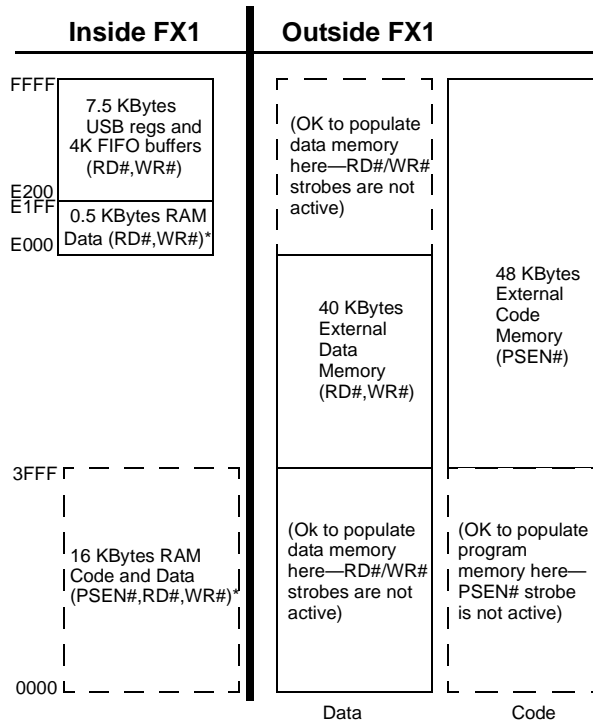 Inside FX1
Outside FX1
FFFF
7.5 KBytes
USB regs and
4K FIFO buffers
(RD#,WR#)
E200
E1FF
0.5 KBytes RAM
Data (RD#,WR#)*
E000
(OK to populate
data memory
here—RD#/WR#
strobes are not
active)
40 KBytes
External
Data
Memory
(RD#,WR#)
48 KBytes
External
Code
Memory
(PSEN#)
3FFF
16 KBytes RAM
Code and Data
(PSEN#,RD#,WR#)*
0000
(Ok to populate
data memory
here—RD#/WR#
strobes are not
active)
(OK to populate
program
memory here—
PSEN# strobe
is not active)
Data
Code